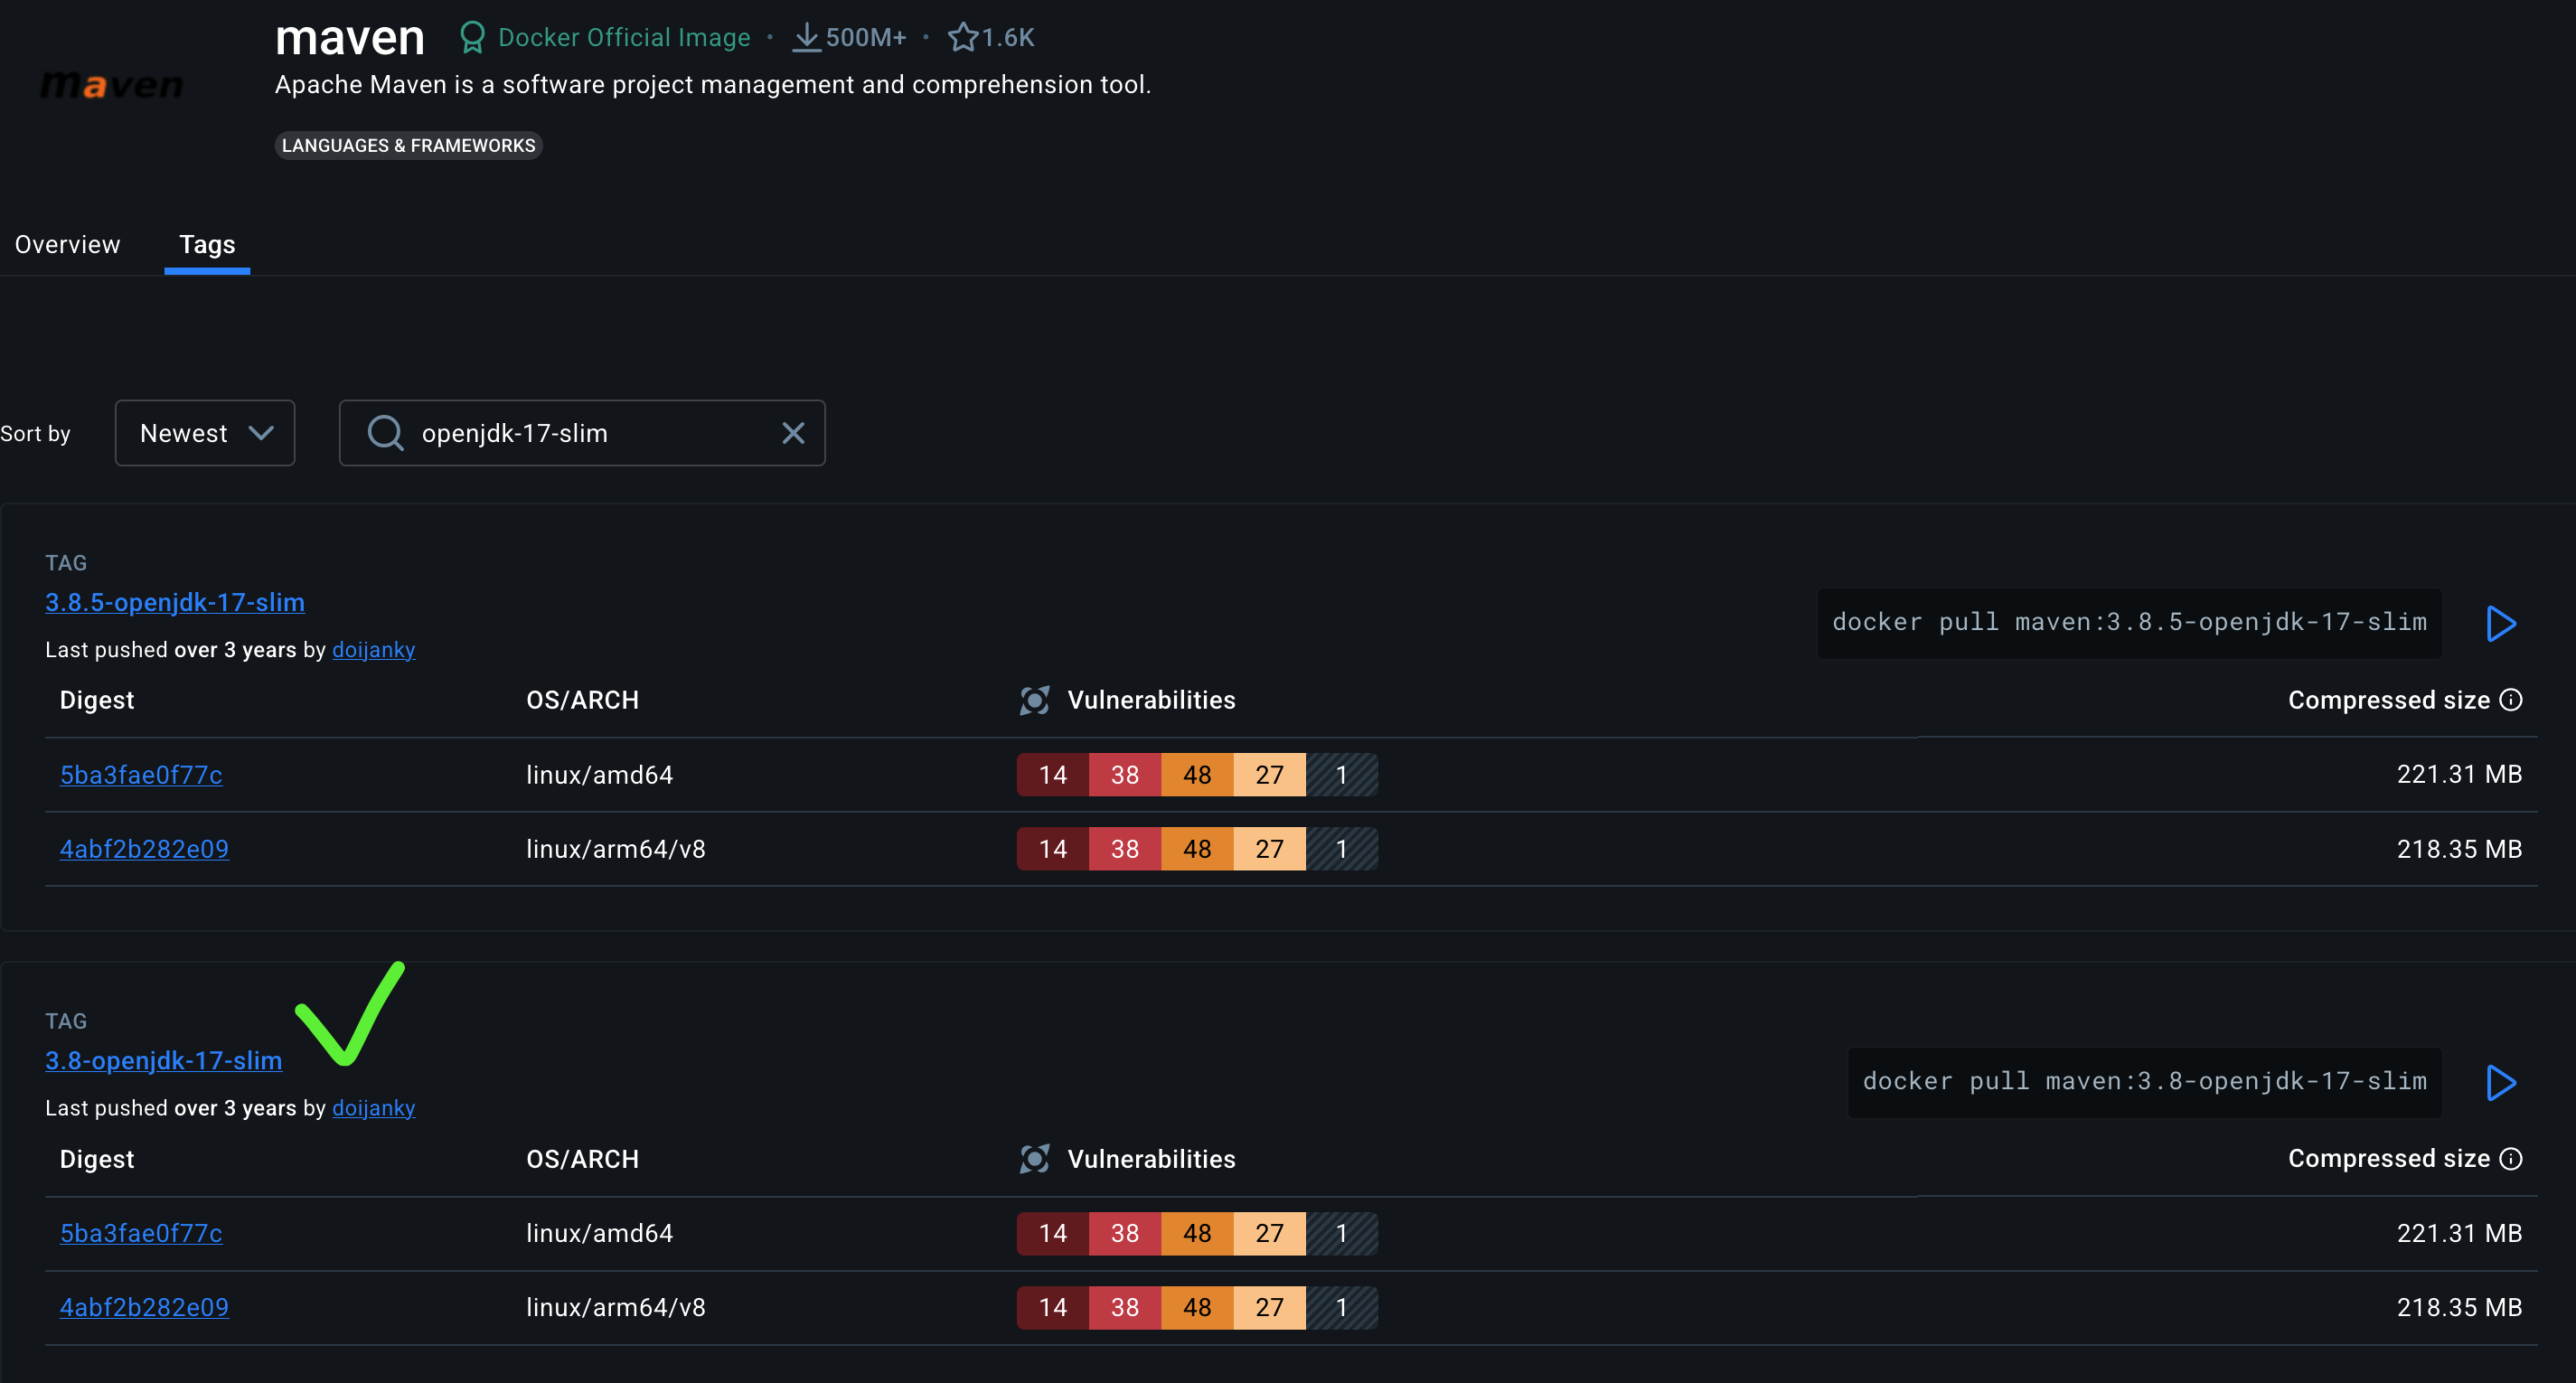 maven
maven Docker Official Image · 500M+ · 1.6K
Apache Maven is a software project management and comprehension tool.
LANGUAGES & FRAMEWORKS
Overview Tags
Sort by Newest openjdk-17-slim
TAG
3.8.5-openjdk-17-slim
docker pull maven:3.8.5-openjdk-17-slim
Last pushed over 3 years by doijanky
Digest OS/ARCH Vulnerabilities Compressed size
5ba3fae0f77c linux/amd64 14 38 48 27 1 221.31 MB
4abf2b282e09 linux/arm64/v8 14 38 48 27 1 218.35 MB
TAG
3.8-openjdk-17-slim
docker pull maven:3.8-openjdk-17-slim
Last pushed over 3 years by doijanky
Digest OS/ARCH Vulnerabilities Compressed size
5ba3fae0f77c linux/amd64 14 38 48 27 1 221.31 MB
4abf2b282e09 linux/arm64/v8 14 38 48 27 1 218.35 MB